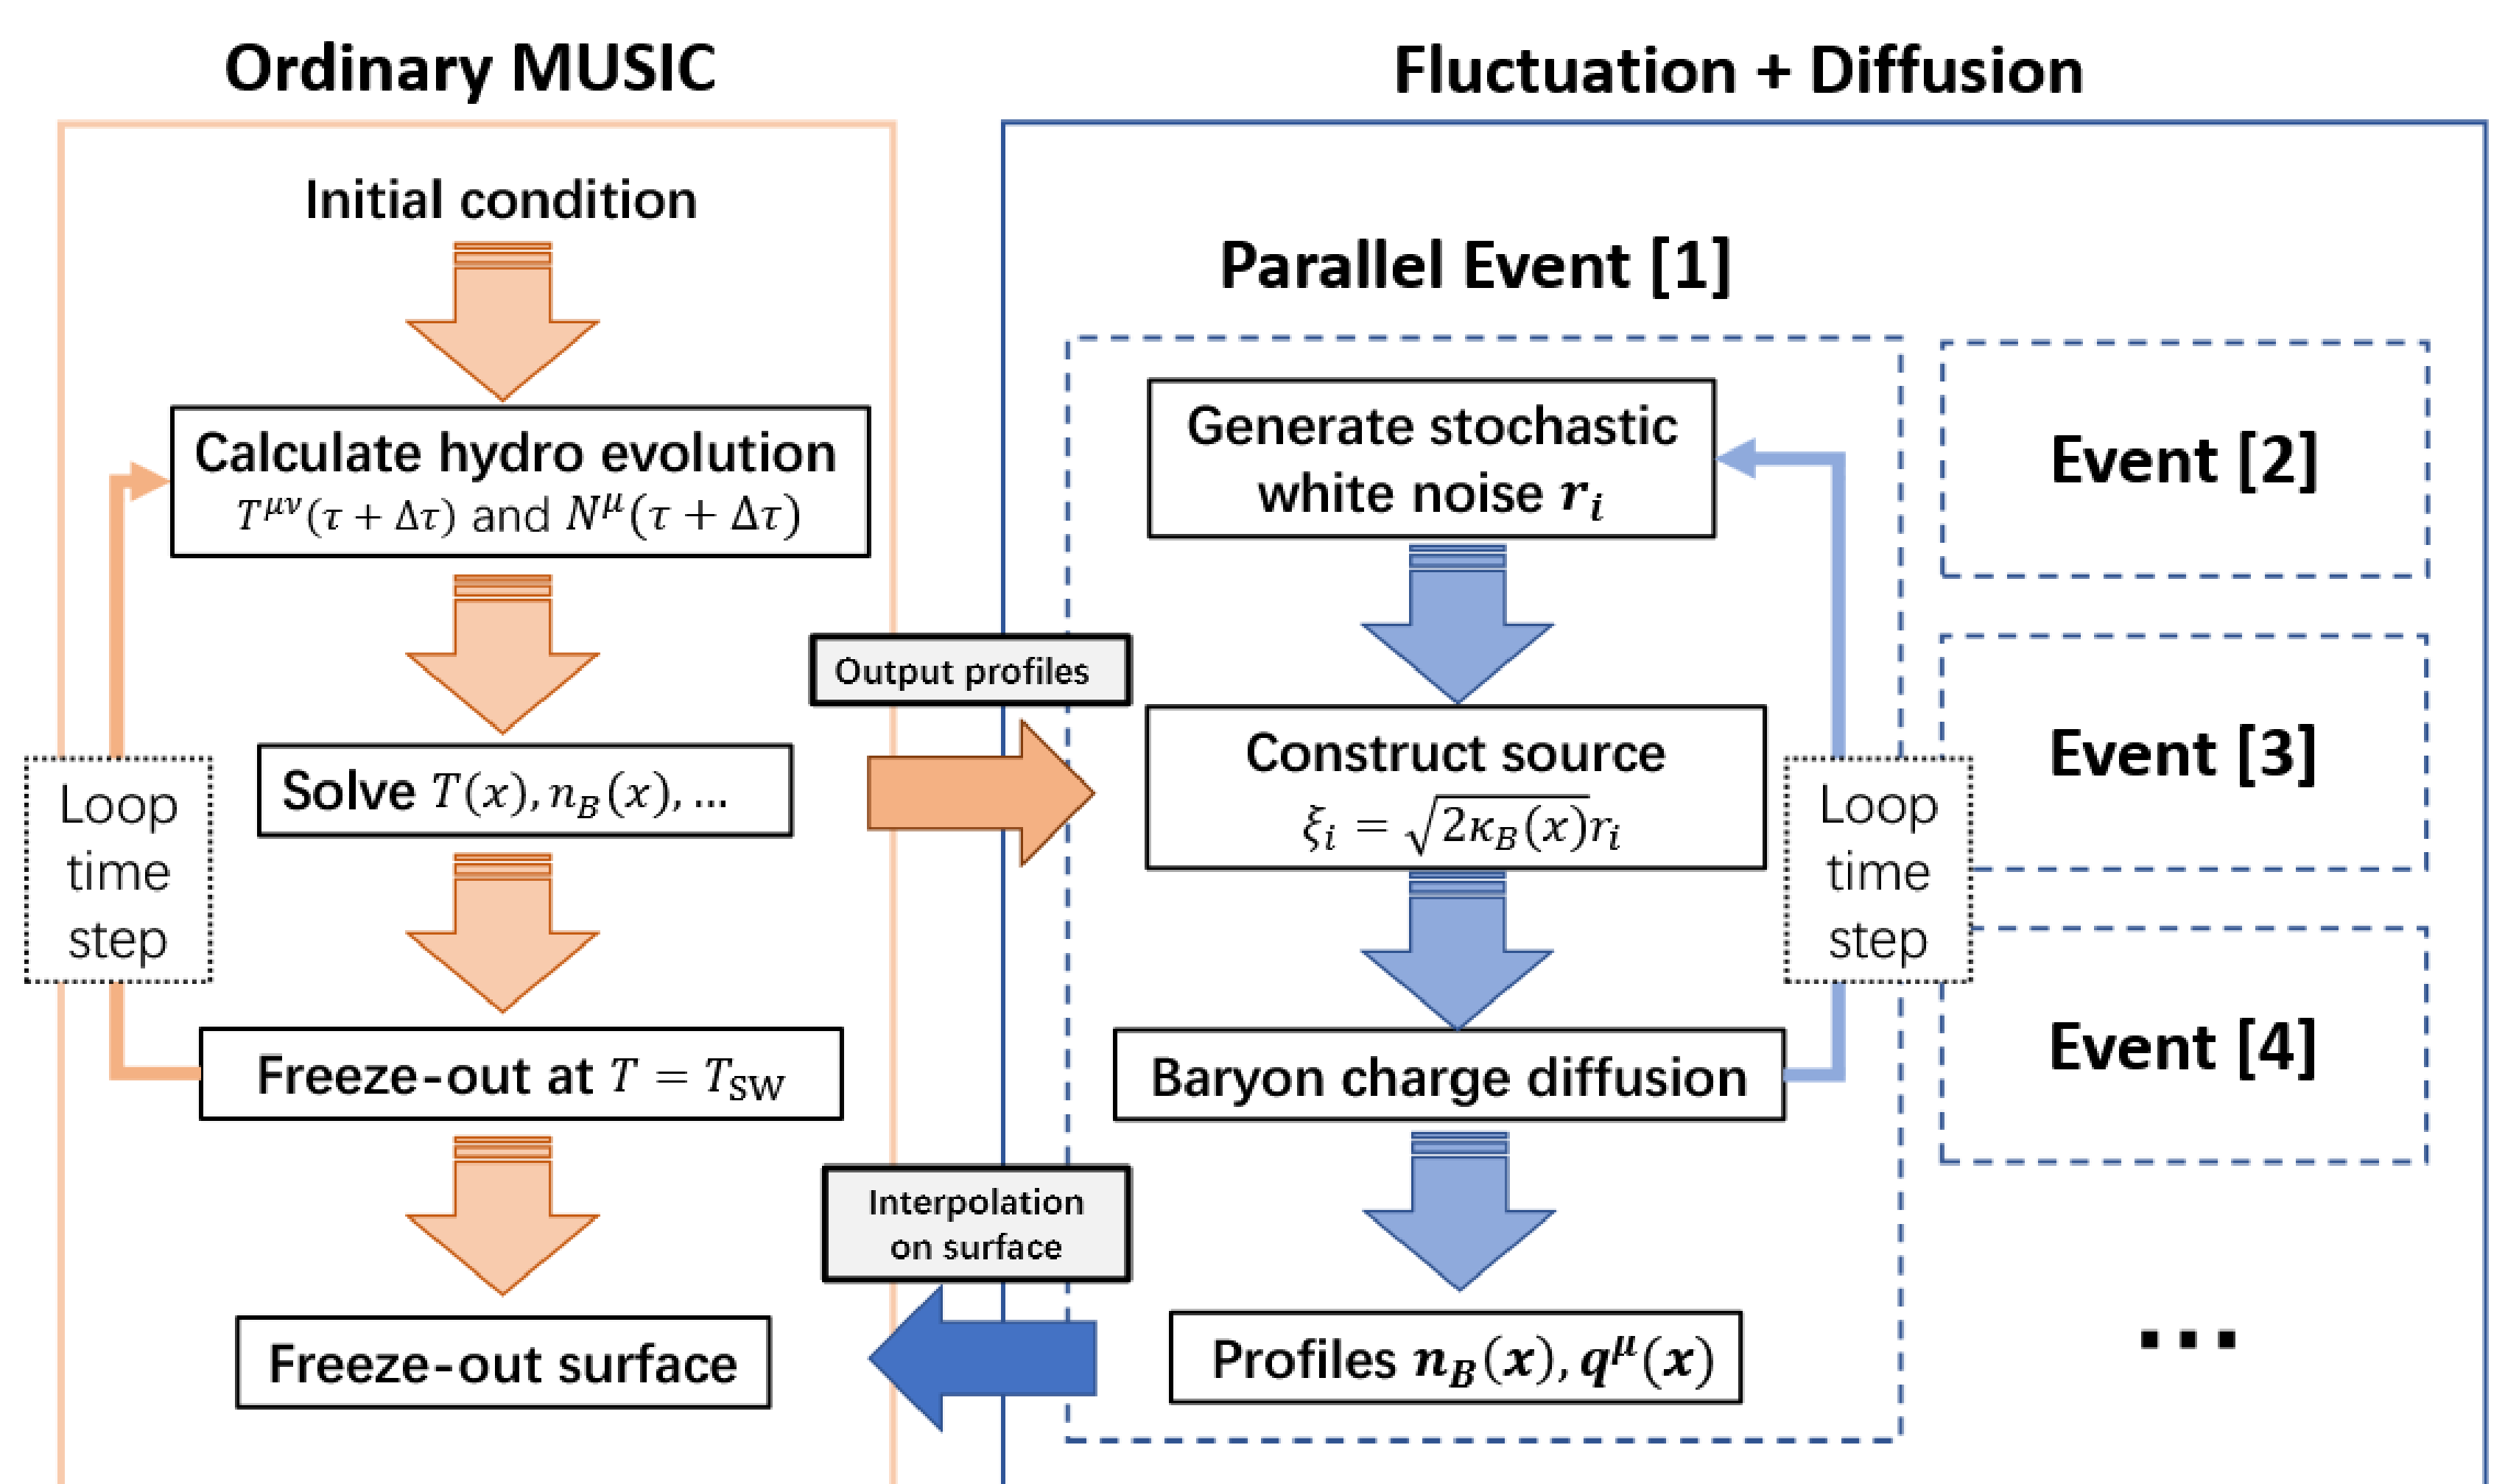 Ordinary MUSIC
Initial condition
Calculate hydro evolution
T^{μν}(τ + Δτ) and N^μ(τ + Δτ)
Solve T(x), n_B(x), ...
Loop
time
step
Freeze-out at T = T_SW
Freeze-out surface
Output profiles
Interpolation
on surface
Fluctuation + Diffusion
Parallel Event [1]
Generate stochastic
white noise r_i
Construct source
ξ_i = √(2κ_B(x)) r_i
Baryon charge diffusion
Profiles n_B(x), q^μ(x)
Loop
time
step
Event [2]
Event [3]
Event [4]
...